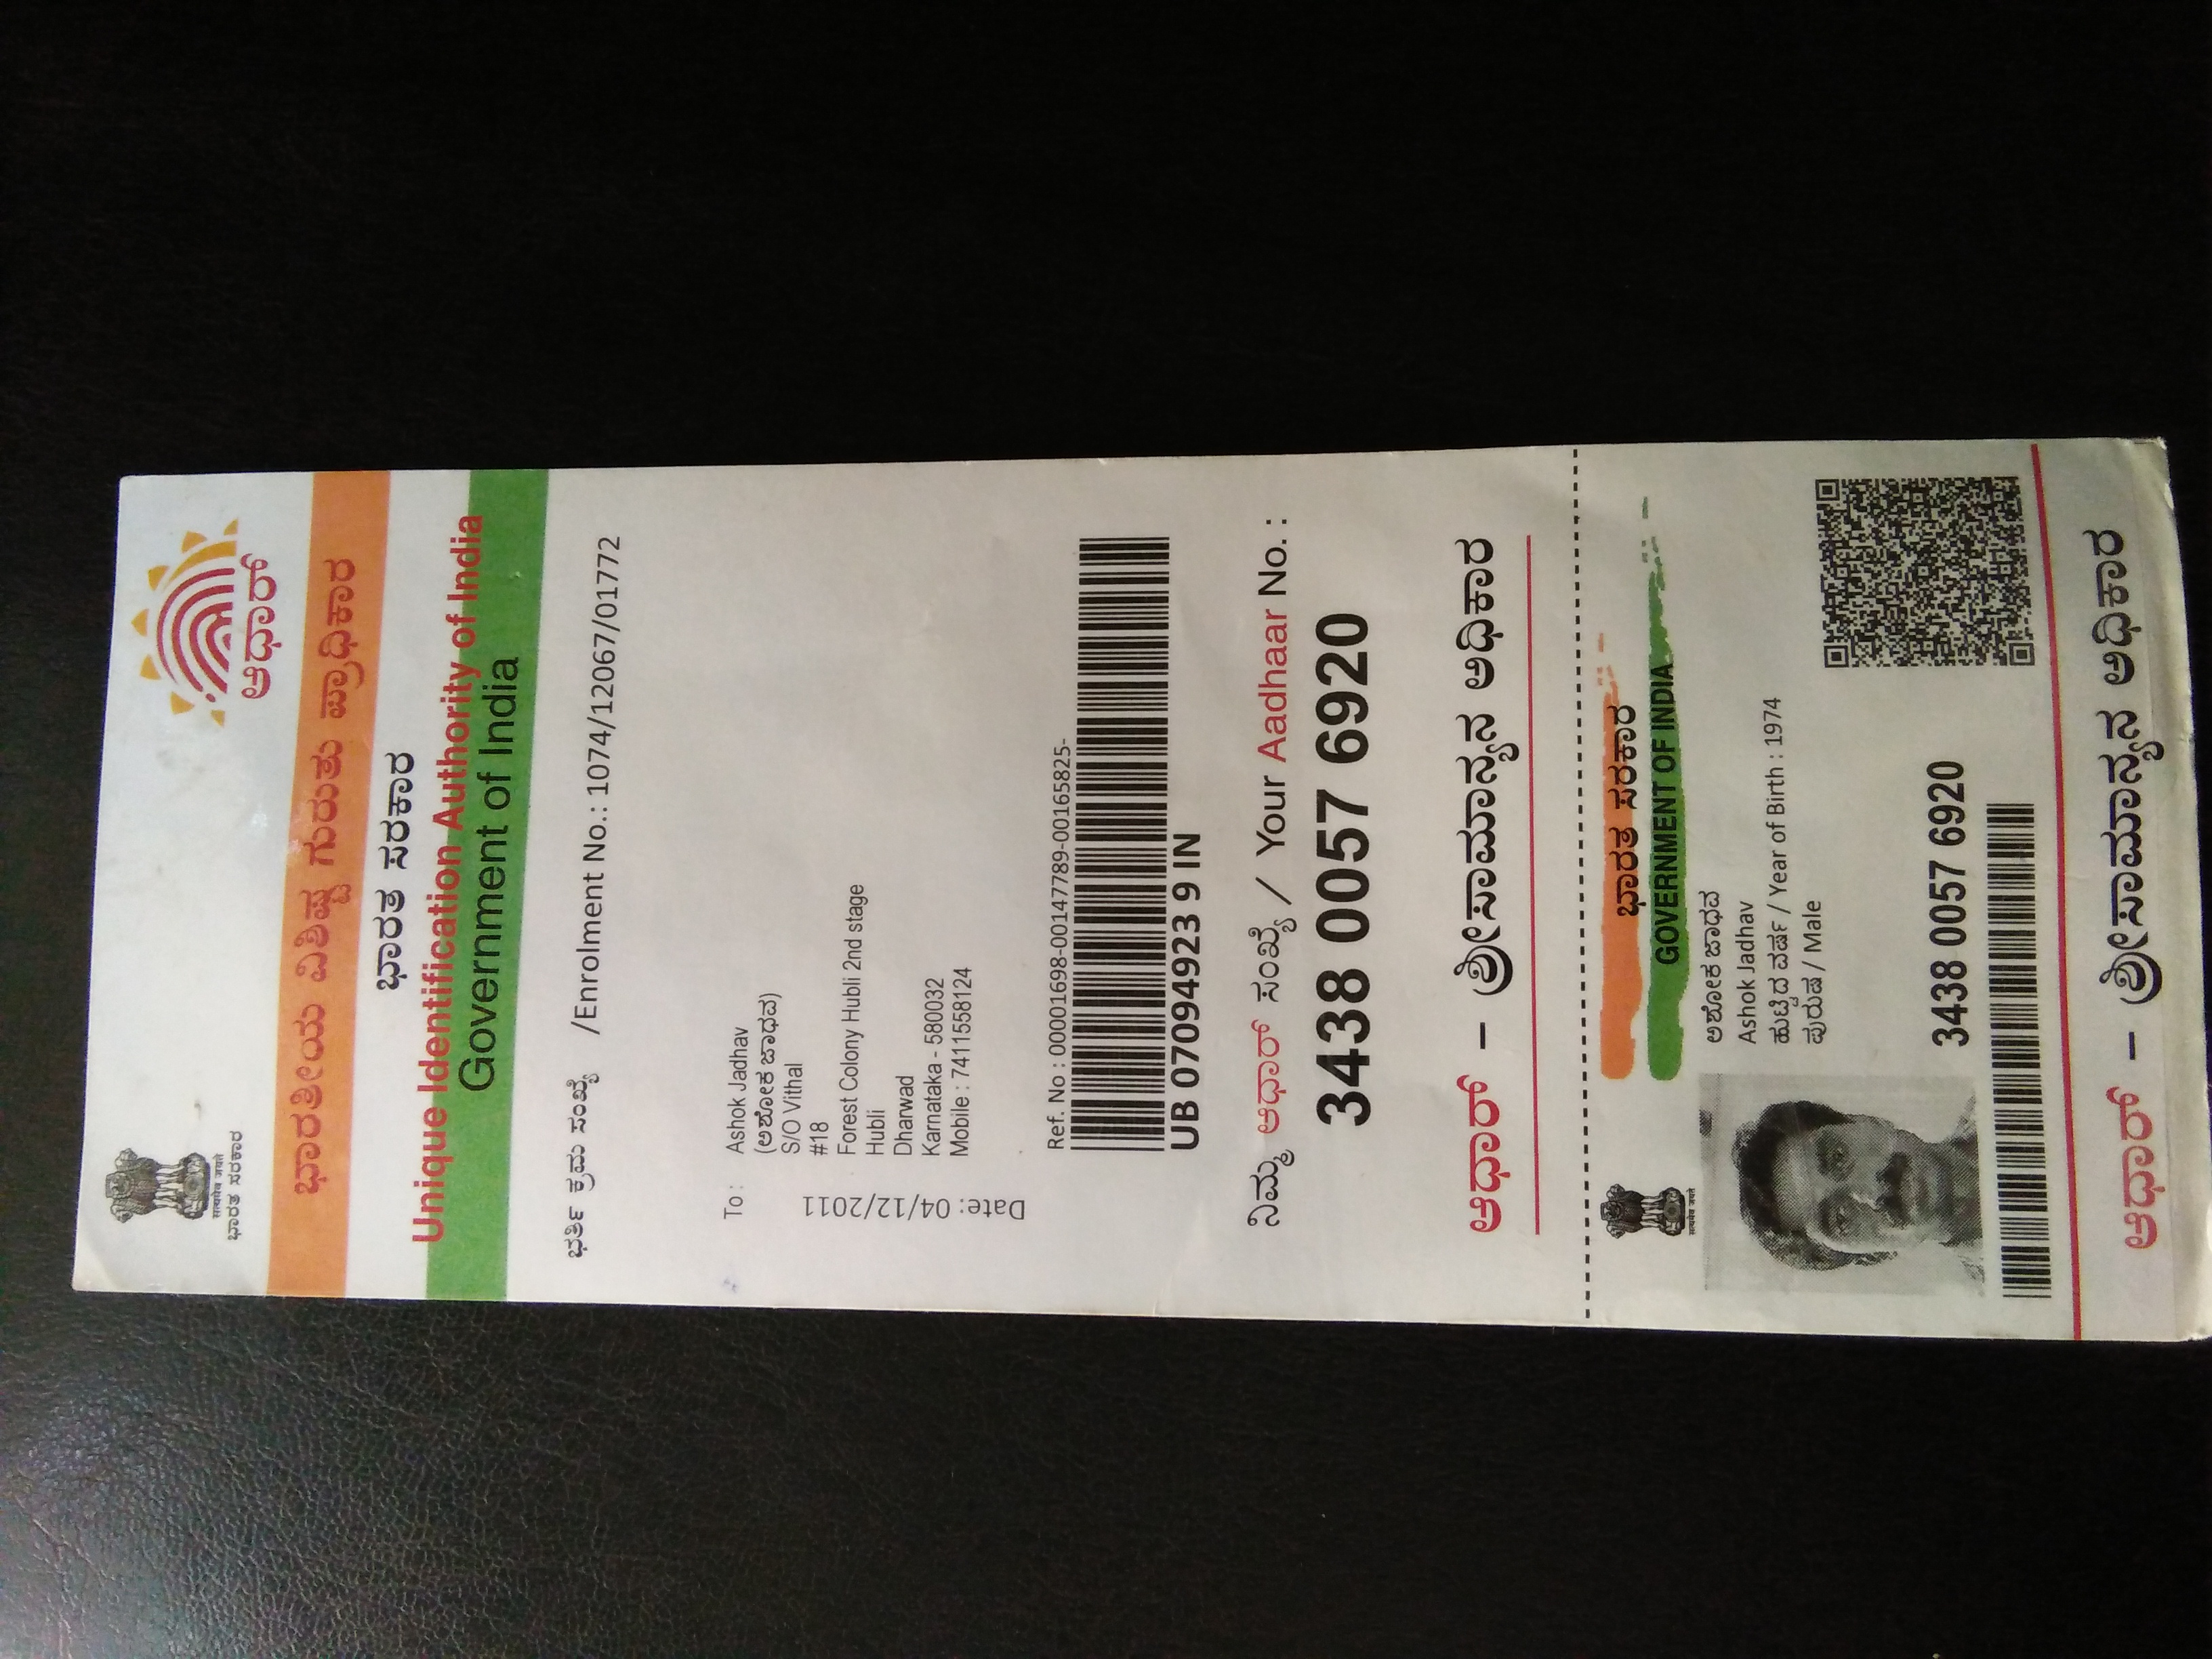 सत्यमेव जयते
ಭಾರತ ಸರಕಾರ
ಆಧಾರ್
ಭಾರತೀಯ ವಿಶಿಷ್ಟ ಗುರುತು ಪ್ರಾಧಿಕಾರ
ಭಾರತ ಸರಕಾರ
Unique Identification Authority of India
Government of India
ಭರ್ತಿ ಕ್ರಮ ಸಂಖ್ಯೆ /Enrolment No.: 1074/12067/01772
To :
Ashok Jadhav
(ಅಶೋಕ ಜಾಧವ)
S/O Vithal
#18
Forest Colony Hubli 2nd stage
Hubli
Dharwad
Karnataka - 580032
Mobile : 7411558124
Date: 04/12/2011
Ref. No : 00001698-00147789-00165825-
UB 07094923 9 IN
ನಿಮ್ಮ ಆಧಾರ್ ಸಂಖ್ಯೆ / Your Aadhaar No. :
3438 0057 6920
ಆಧಾರ್ – ಶ್ರೀಸಾಮಾನ್ಯನ ಅಧಿಕಾರ
सत्यमेव जयते
ಭಾರತ ಸರಕಾರ
GOVERNMENT OF INDIA
ಅಶೋಕ ಜಾಧವ
Ashok Jadhav
ಹುಟ್ಟಿದ ವರ್ಷ / Year of Birth : 1974
ಪುರುಷ / Male
3438 0057 6920
ಆಧಾರ್ – ಶ್ರೀಸಾಮಾನ್ಯನ ಅಧಿಕಾರ